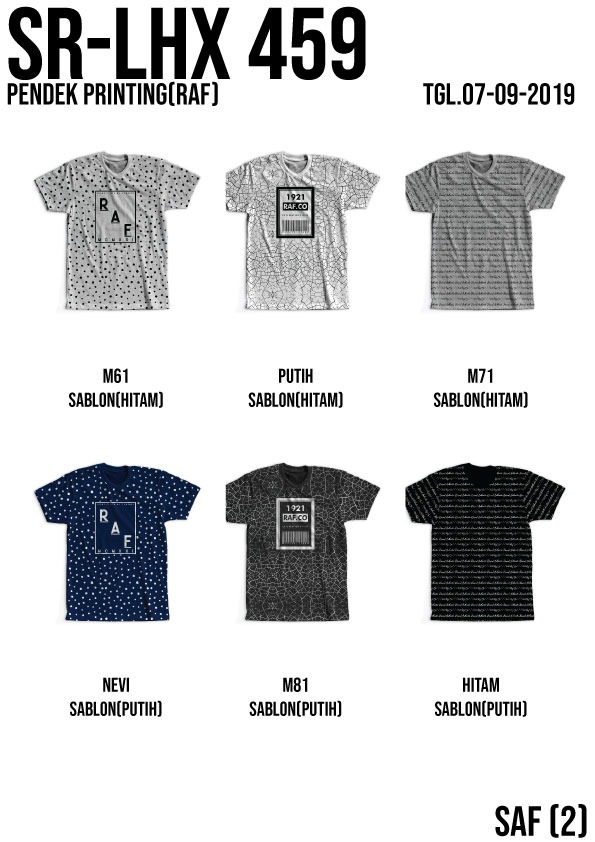 SR-LHX 459
PENDEK PRINTING(RAF)
TGL.07-09-2019
R
A
F
1921
RAF.CO
M61
SABLON(HITAM)
PUTIH
SABLON(HITAM)
M71
SABLON(HITAM)
R
A
F
1921
RAF.CO
NEVI
SABLON(PUTIH)
M81
SABLON(PUTIH)
HITAM
SABLON(PUTIH)
SAF (2)